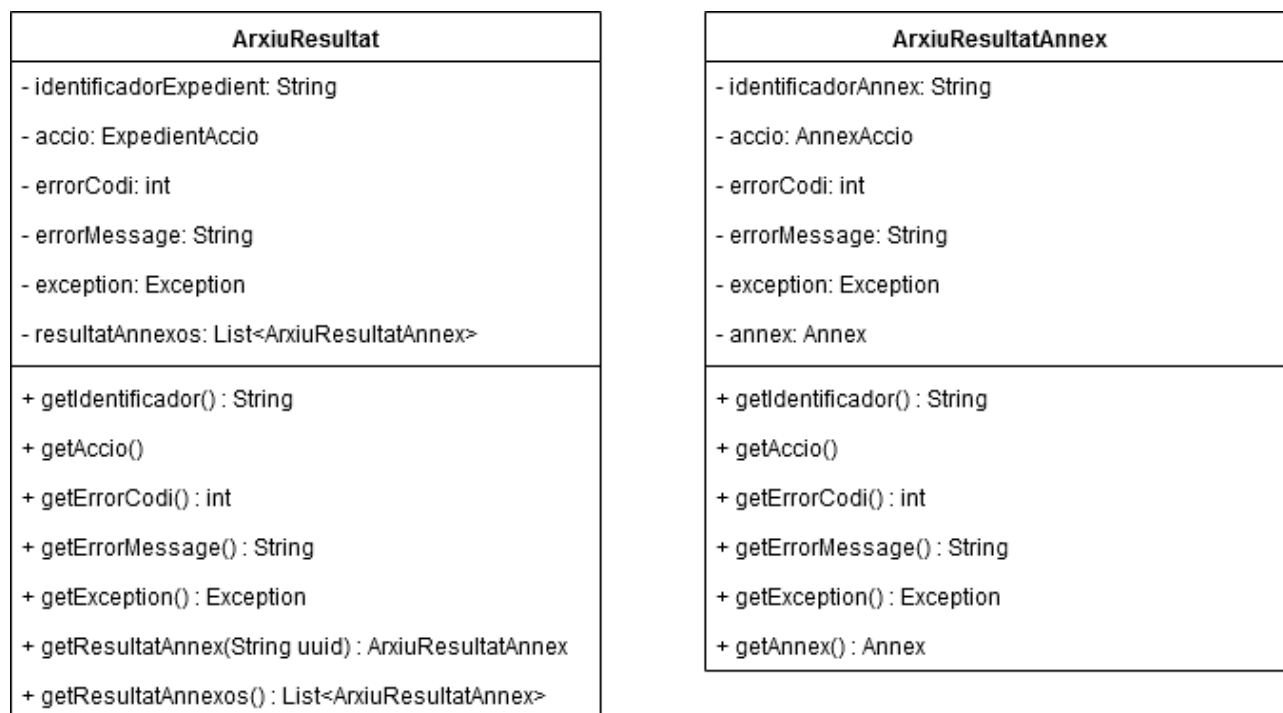 ArxiuResultat
- identificadorExpedient: String
- accio: ExpedientAccio
- errorCodi: int
- errorMessage: String
- exception: Exception
- resultatAnnexos: List<ArxiuResultatAnnex>
+ getIdentificador() : String
+ getAccio()
+ getErrorCodi() : int
+ getErrorMessage() : String
+ getException() : Exception
+ getResultatAnnex(String uuid) : ArxiuResultatAnnex
+ getResultatAnnexos() : List<ArxiuResultatAnnex>
ArxiuResultatAnnex
- identificadorAnnex: String
- accio: AnnexAccio
- errorCodi: int
- errorMessage: String
- exception: Exception
- annex: Annex
+ getIdentificador() : String
+ getAccio()
+ getErrorCodi() : int
+ getErrorMessage() : String
+ getException() : Exception
+ getAnnex() : Annex